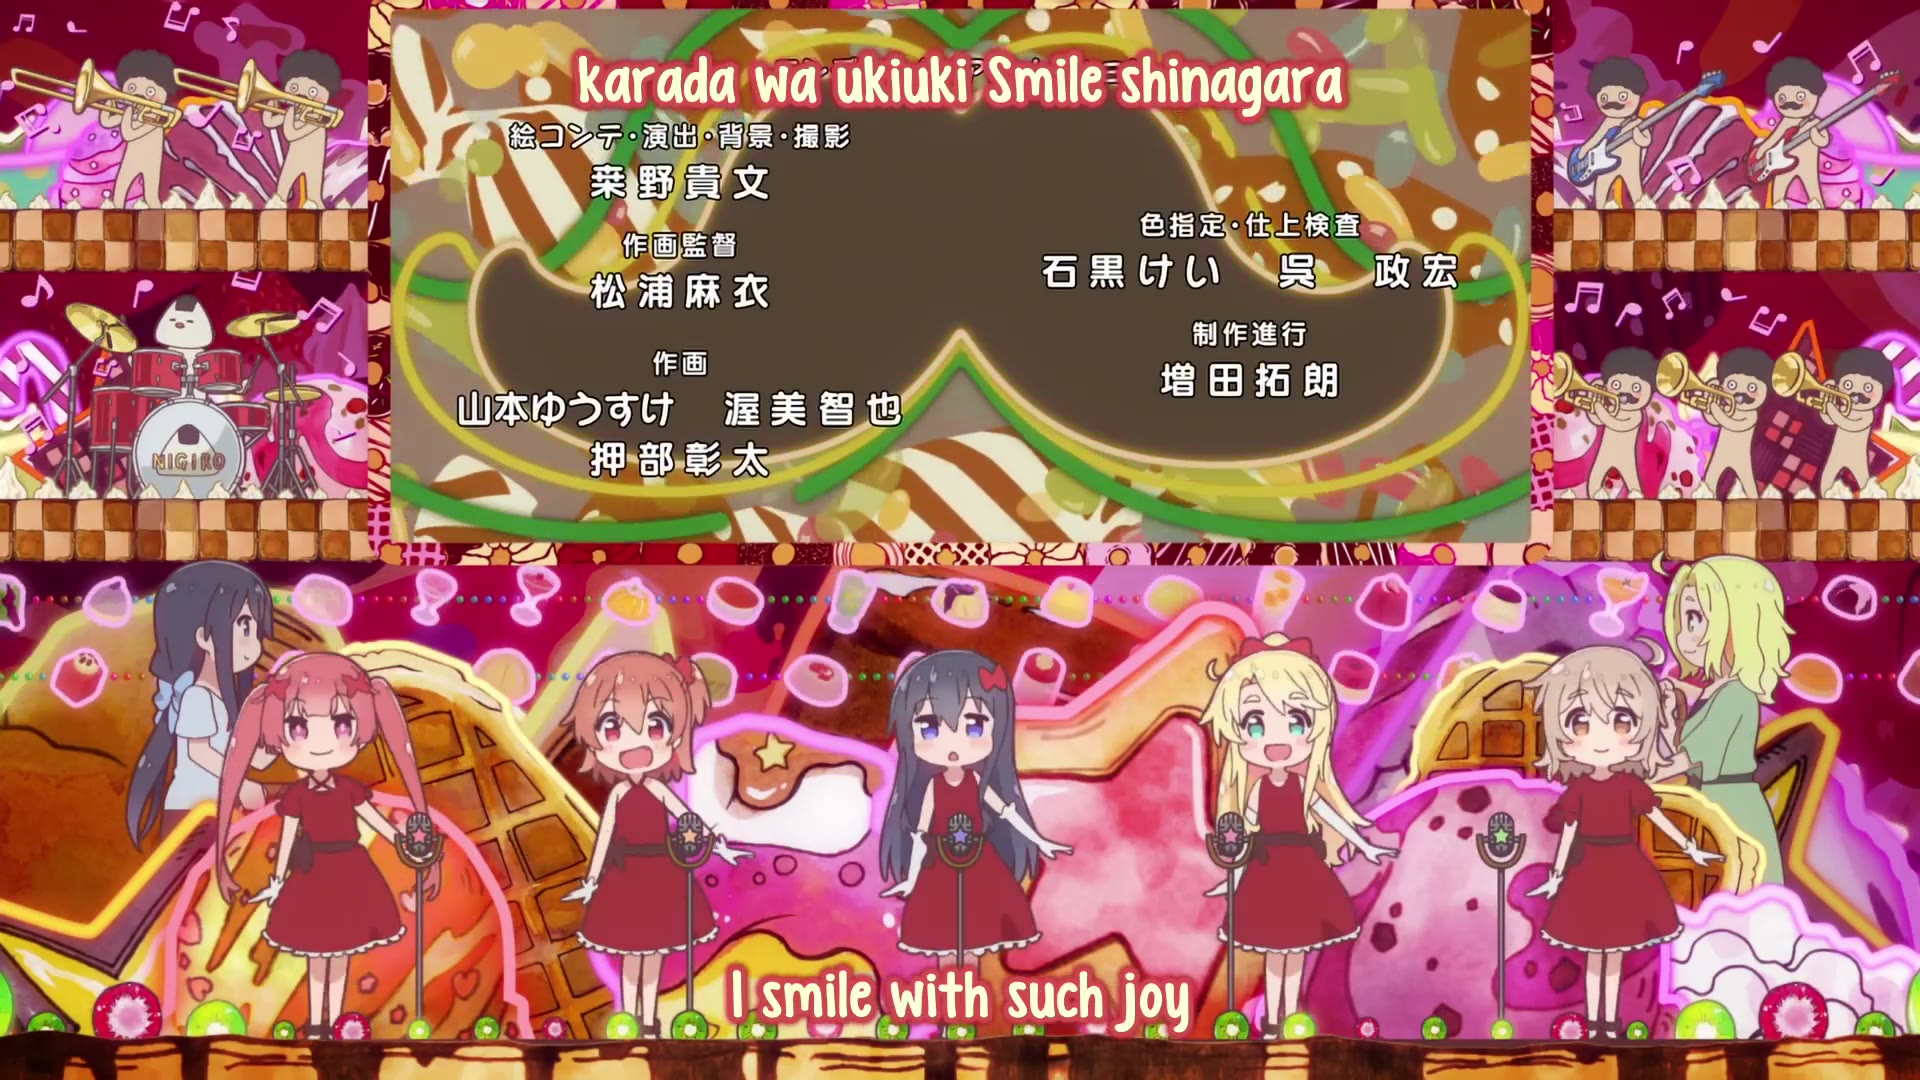 karada wa ukiuki Smile shinagara
絵コンテ・演出・背景・撮影
桒野貴文
作画監督
松浦麻衣
作画
山本ゆうすけ 渥美智也
押部彰太
色指定・仕上検査
石黒けい 呉 政宏
制作進行
増田拓朗
NIGIRO
I smile with such joy